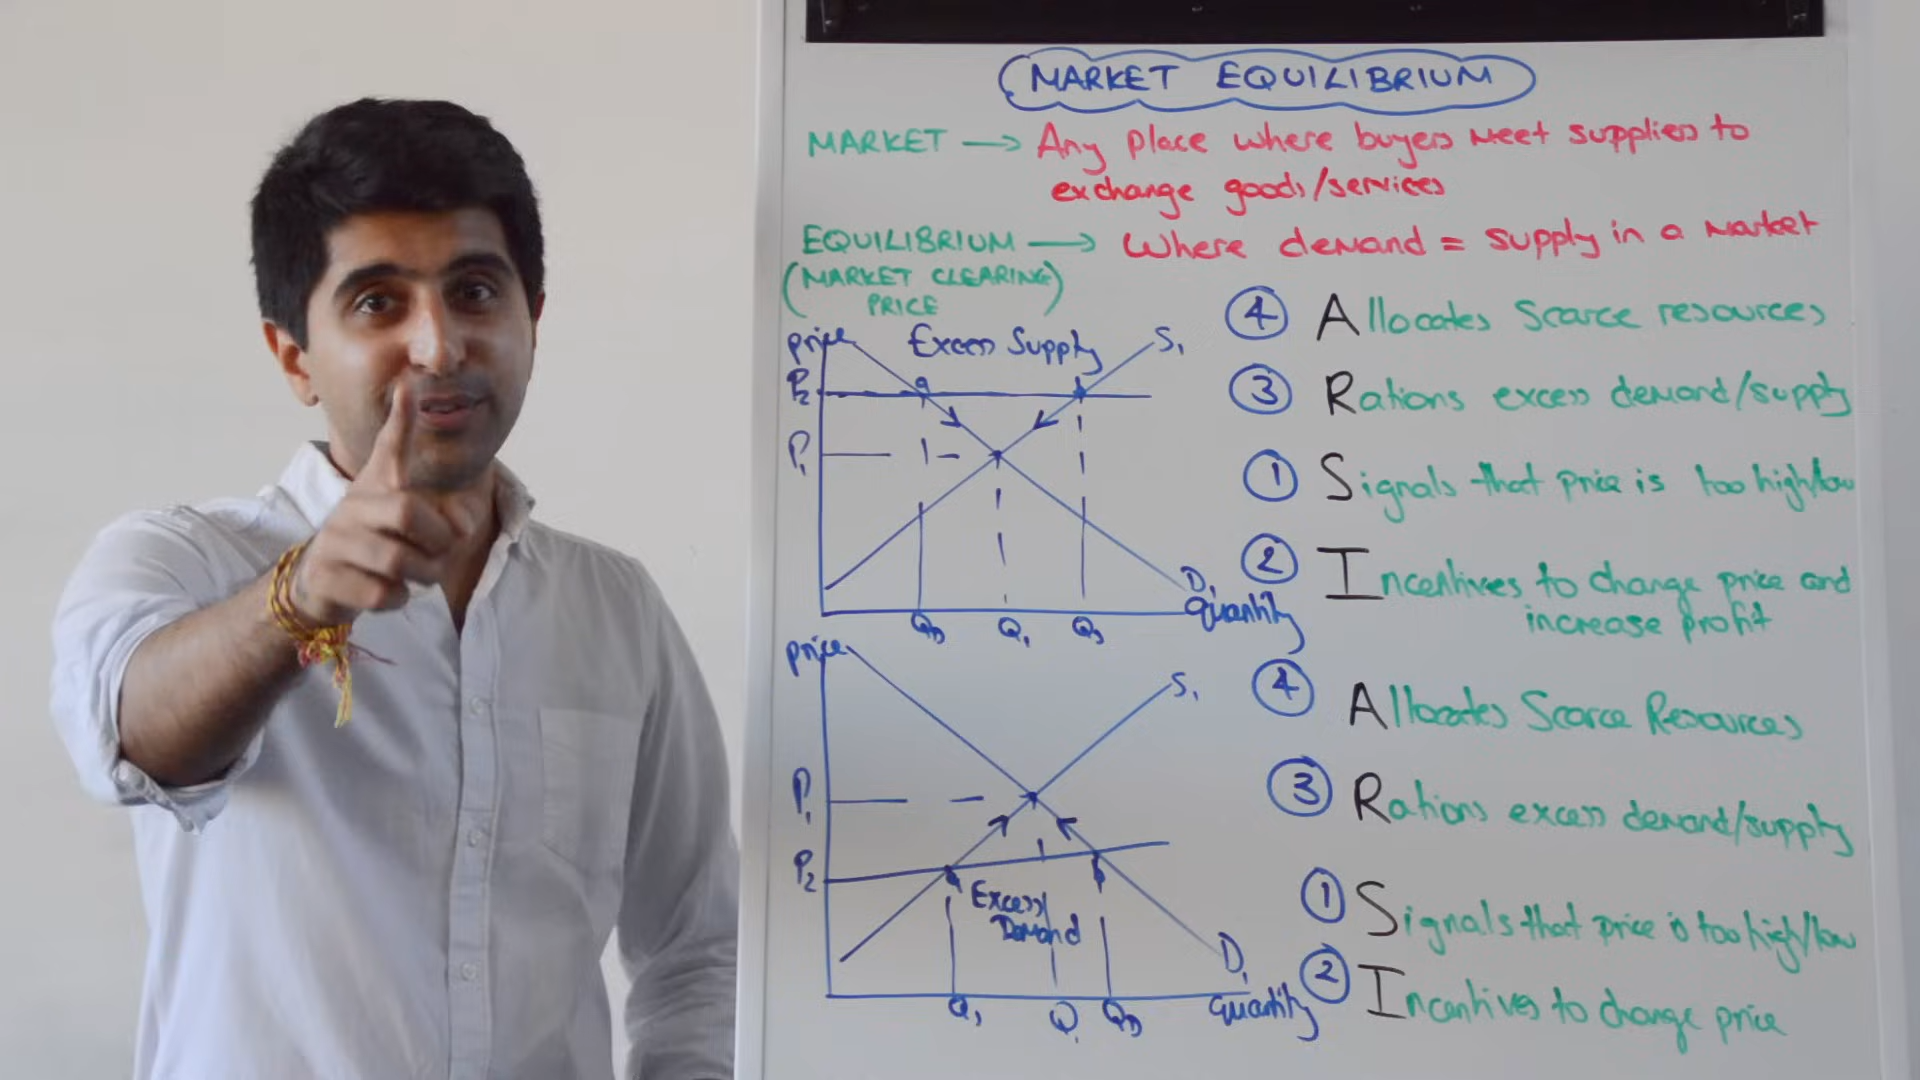 MARKET EQUILIBRIUM
MARKET → Any place where buyers meet suppliers to
exchange goods/services
EQUILIBRIUM → Where demand = supply in a market
(MARKET CLEARING
PRICE)
price Excess Supply S₁
P₂ a b
P₁
D₁
quantity
QD Q₁ QS
④ Allocates Scarce resources
③ Rations excess demand/supply
① Signals that price is too high/low
② Incentives to change price and
increase profit
price S₁
P₁
P₂
Excess
Demand
D₁
quantity
Q Q₁ QD
④ Allocates Scarce Resources
③ Rations excess demand/supply
① Signals that price is too high/low
② Incentives to change price